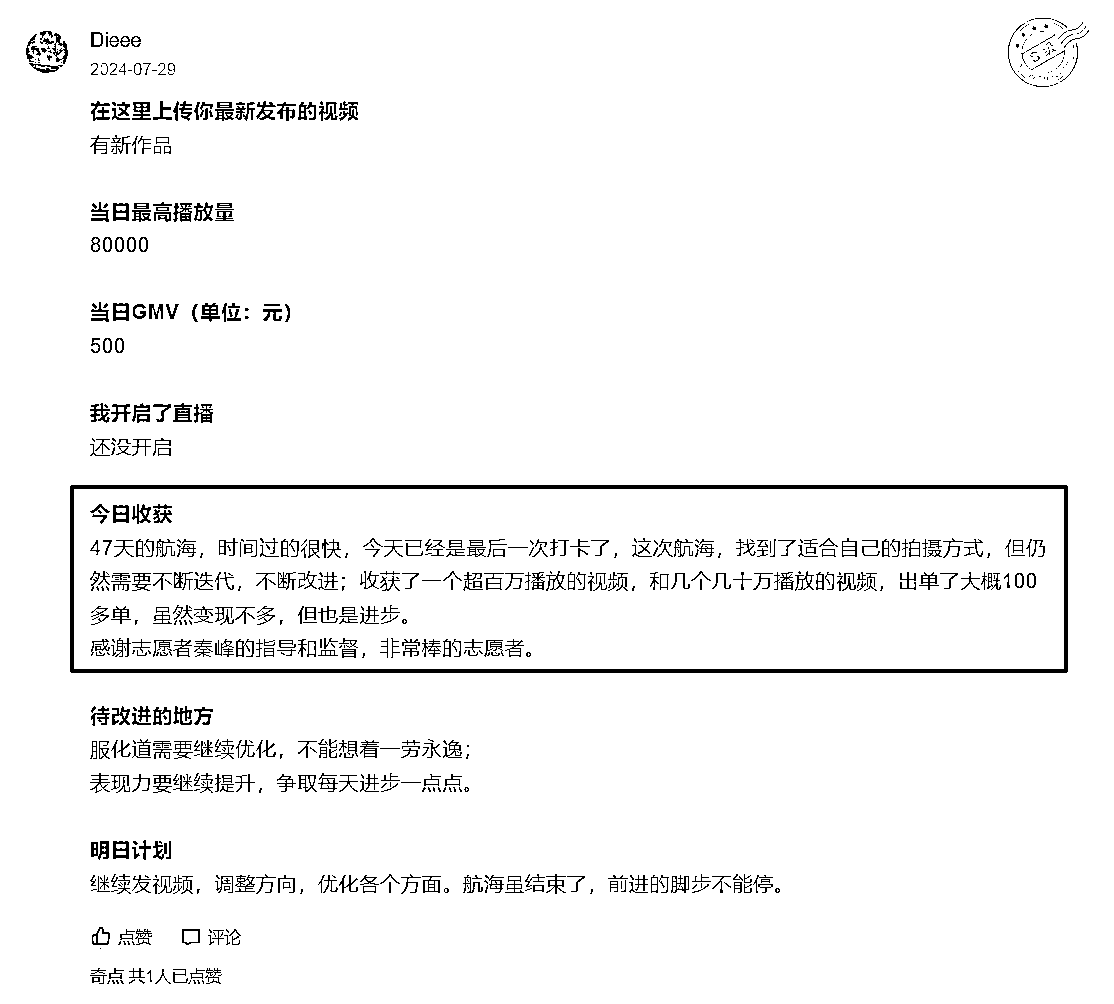 Dieee
2024-07-29
在这里上传你最新发布的视频
有新作品
当日最高播放量
80000
当日GMV（单位：元）
500
我开启了直播
还没开启
今日收获
47天的航海，时间过的很快，今天已经是最后一次打卡了，这次航海，找到了适合自己的拍摄方式，但仍
然需要不断迭代，不断改进；收获了一个超百万播放的视频，和几个几十万播放的视频，出单了大概100
多单，虽然变现不多，但也是进步。
感谢志愿者秦峰的指导和监督，非常棒的志愿者。
待改进的地方
服化道需要继续优化，不能想着一劳永逸；
表现力要继续提升，争取每天进步一点点。
明日计划
继续发视频，调整方向，优化各个方面。航海虽结束了，前进的脚步不能停。
点赞 评论
奇点 共1人已点赞